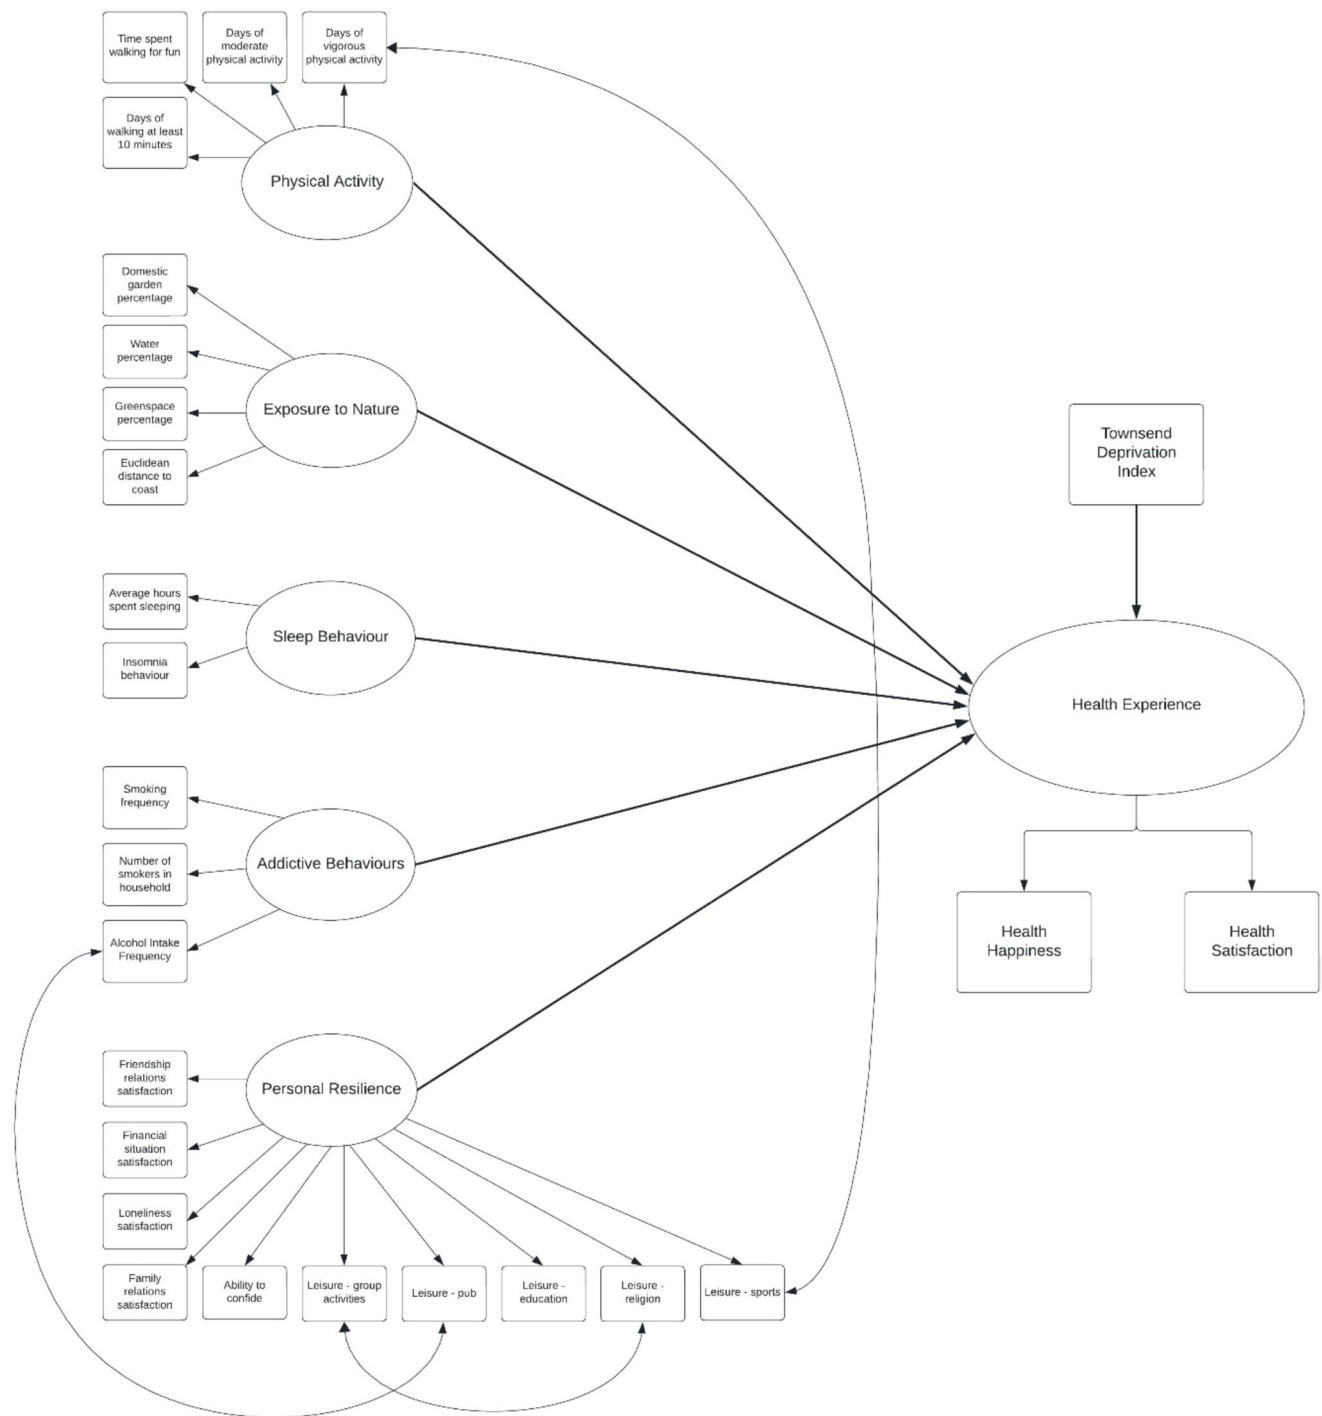 Time spent
walking for fun
Days of
moderate
physical activity
Days of
vigorous
physical activity
Days of
walking at least
10 minutes
Physical Activity
Domestic
garden
percentage
Water
percentage
Greenspace
percentage
Euclidean
distance to
coast
Exposure to Nature
Townsend
Deprivation
Index
Average hours
spent sleeping
Insomnia
behaviour
Sleep Behaviour
Health Experience
Smoking
frequency
Number of
smokers in
household
Alcohol Intake
Frequency
Addictive Behaviours
Health
Happiness
Health
Satisfaction
Friendship
relations
satisfaction
Financial
situation
satisfaction
Loneliness
satisfaction
Personal Resilience
Family
relations
satisfaction
Ability to
confide
Leisure - group
activities
Leisure - pub
Leisure -
education
Leisure -
religion
Leisure - sports